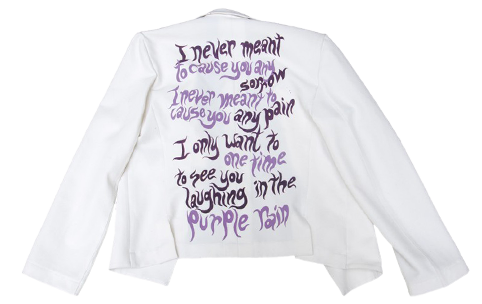 I never meant
to cause you any
sorrow
I never meant to
cause you any pain
I only want to
one time
to see you
laughing in the
purple rain